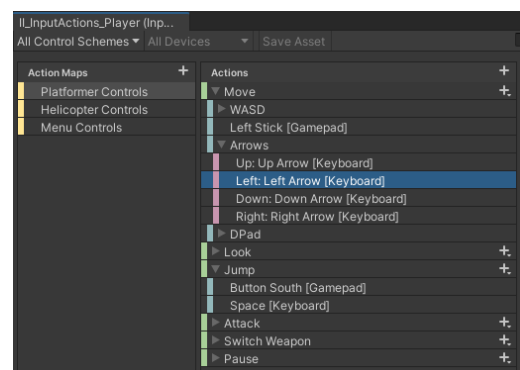 II_InputActions_Player (Inp...
All Control Schemes All Devices Save Asset
Action Maps +
Platformer Controls
Helicopter Controls
Menu Controls
Actions +
Move +
WASD
Left Stick [Gamepad]
Arrows
Up: Up Arrow [Keyboard]
Left: Left Arrow [Keyboard]
Down: Down Arrow [Keyboard]
Right: Right Arrow [Keyboard]
DPad
Look +
Jump +
Button South [Gamepad]
Space [Keyboard]
Attack +
Switch Weapon +
Pause +